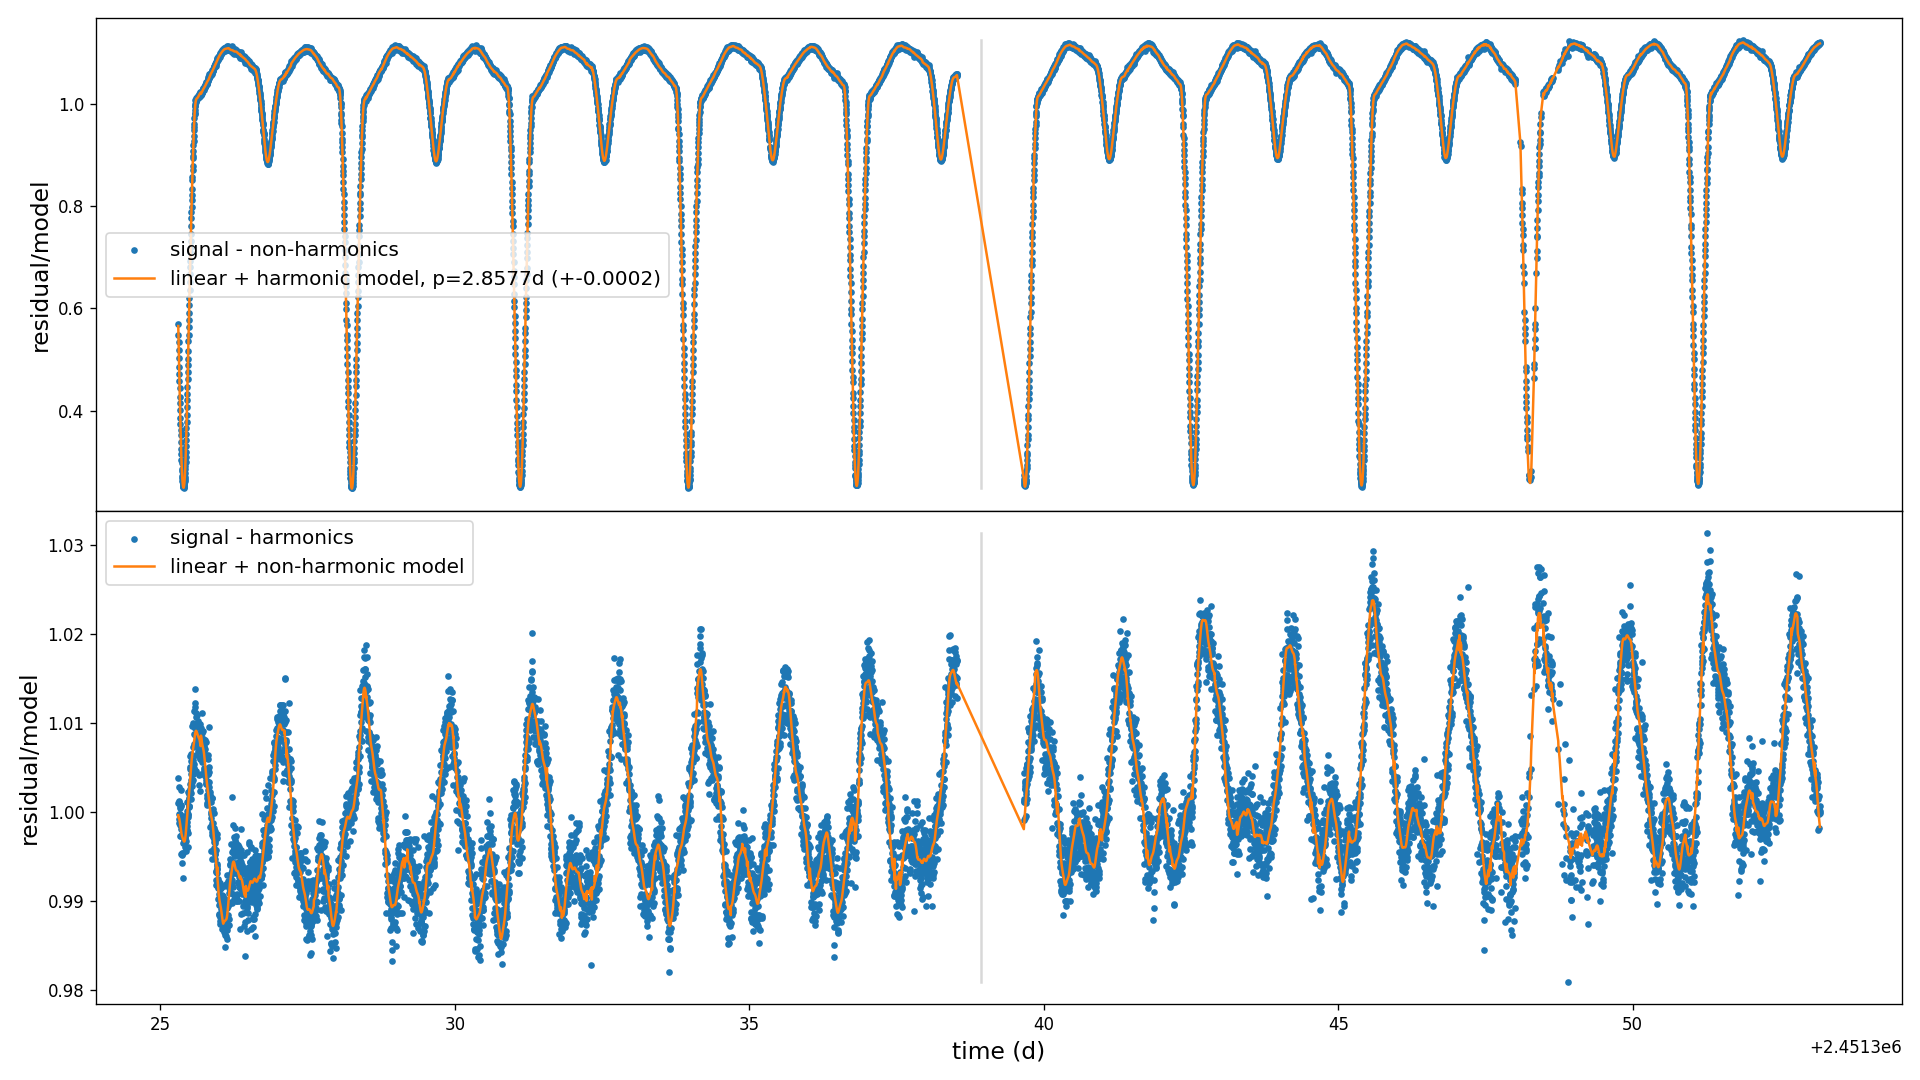 residual/model
1.0
0.8
0.6
0.4
signal - non-harmonics
linear + harmonic model, p=2.8577d (+-0.0002)
residual/model
1.03
1.02
1.01
1.00
0.99
0.98
signal - harmonics
linear + non-harmonic model
25 30 35 40 45 50
time (d)
+2.4513e6